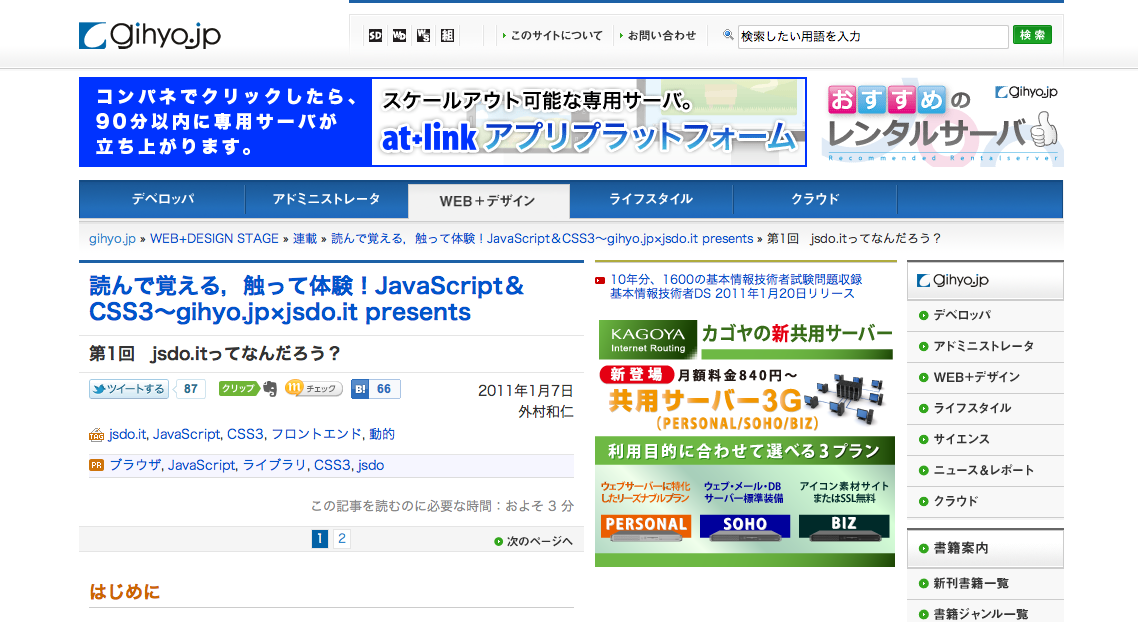 gihyo.jp
SD
WD
WS
組
このサイトについて
お問い合わせ
検索したい用語を入力
検 索
コンパネでクリックしたら、
90分以内に専用サーバが
立ち上がります。
スケールアウト可能な専用サーバ。
at+link アプリプラットフォーム
おすすめの
gihyo.jp
レンタルサーバ
Recommended Rentalserver
デベロッパ
アドミニストレータ
WEB+デザイン
ライフスタイル
クラウド
gihyo.jp » WEB+DESIGN STAGE » 連載 » 読んで覚える，触って体験！JavaScript＆CSS3～gihyo.jp×jsdo.it presents » 第1回　jsdo.itってなんだろう？
読んで覚える，触って体験！JavaScript＆
CSS3～gihyo.jp×jsdo.it presents
第1回　jsdo.itってなんだろう？
ツイートする
87
クリップ
m チェック
B! 66
2011年1月7日
外村和仁
jsdo.it, JavaScript, CSS3, フロントエンド, 動的
PR ブラウザ, JavaScript, ライブラリ, CSS3, jsdo
この記事を読むのに必要な時間：およそ 3 分
1
2
次のページへ
はじめに
10年分、1600の基本情報技術者試験問題収録
基本情報技術者DS 2011年1月20日リリース
KAGOYA
Internet Routing
カゴヤの新共用サーバー
新登場 月額料金840円～
共用サーバー3G
(PERSONAL/SOHO/BIZ)
利用目的に合わせて選べる3プラン
ウェブサーバーに特化
したリーズナブルプラン
PERSONAL
ウェブ・メール・DB
サーバー標準装備
SOHO
アイコン素材サイト
またはSSL無料
BIZ
gihyo.jp
デベロッパ
アドミニストレータ
WEB+デザイン
ライフスタイル
サイエンス
ニュース＆レポート
クラウド
書籍案内
新刊書籍一覧
書籍ジャンル一覧